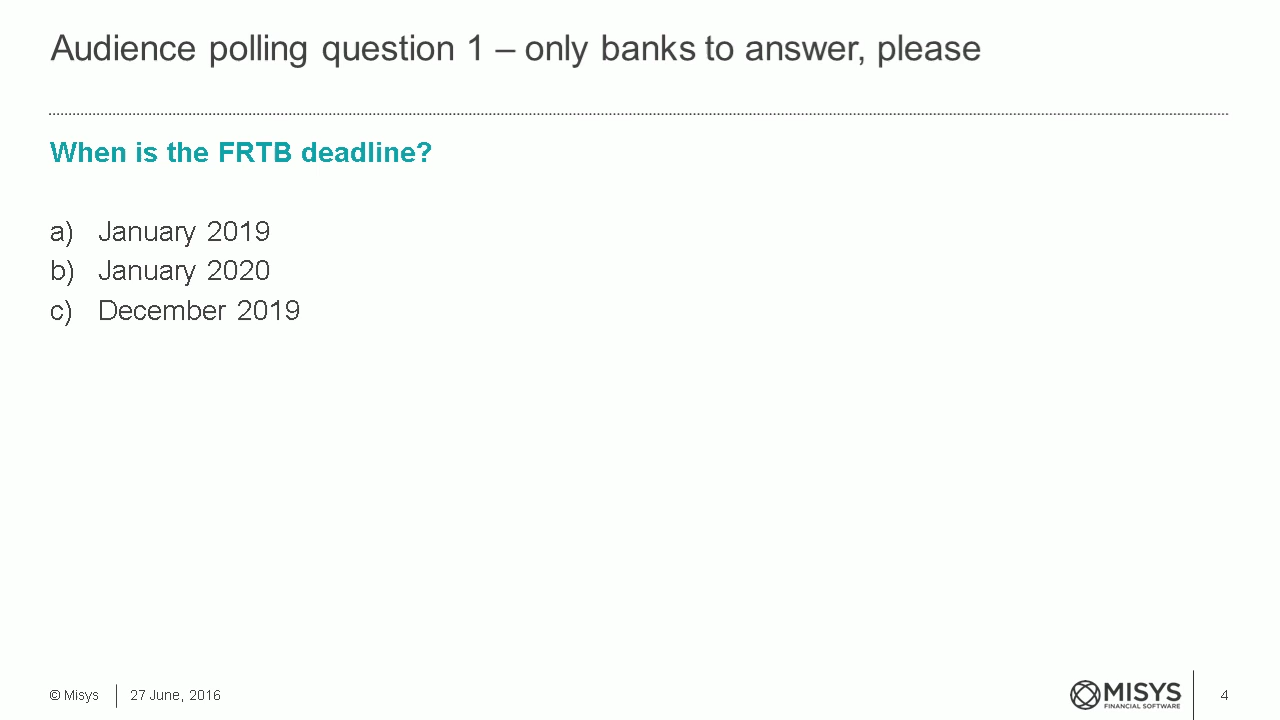 Audience polling question 1 – only banks to answer, please
When is the FRTB deadline?
a) January 2019
b) January 2020
c) December 2019
© Misys
27 June, 2016
MISYS
FINANCIAL SOFTWARE
4